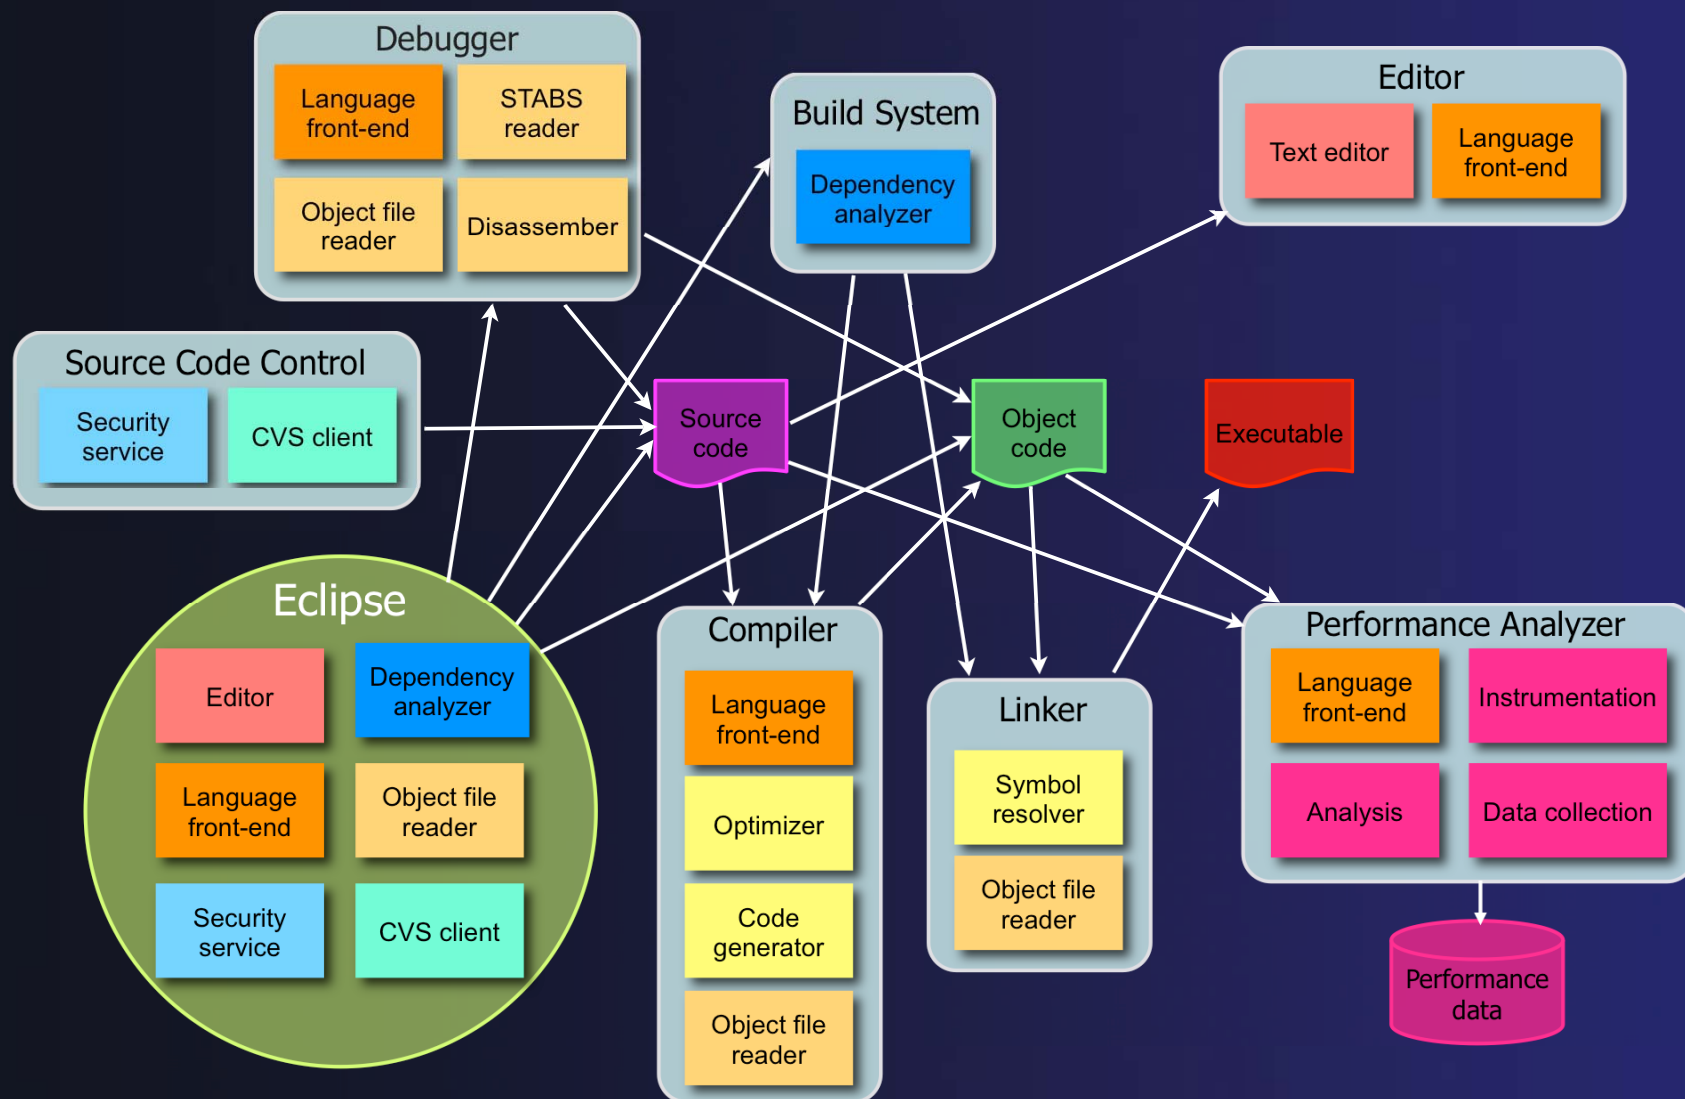 Debugger
Language
front-end
STABS
reader
Object file
reader
Disassember
Build System
Dependency
analyzer
Editor
Text editor
Language
front-end
Source Code Control
Security
service
CVS client
Source
code
Object
code
Executable
Eclipse
Editor
Dependency
analyzer
Language
front-end
Object file
reader
Security
service
CVS client
Compiler
Language
front-end
Optimizer
Code
generator
Object file
reader
Linker
Symbol
resolver
Object file
reader
Performance Analyzer
Language
front-end
Instrumentation
Analysis
Data collection
Performance
data